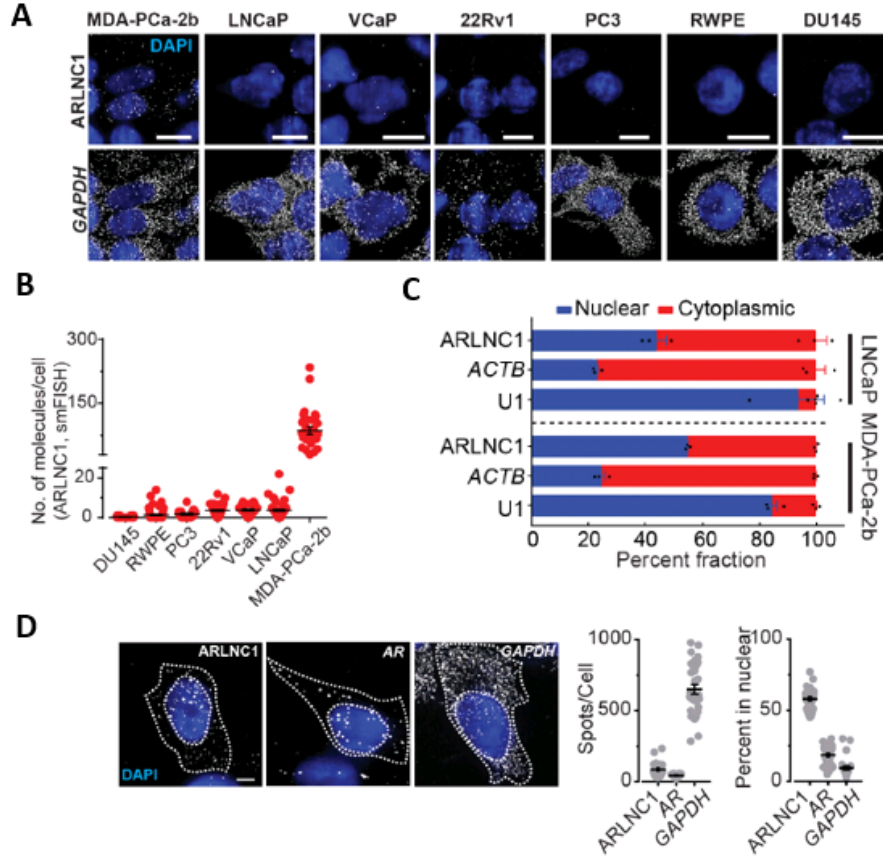 A
MDA-PCa-2b LNCaP VCaP 22Rv1 PC3 RWPE DU145
DAPI
ARLNC1
GAPDH
B
No. of molecules/cell
(ARLNC1, smFISH)
300
150
20
0
DU145 RWPE PC3 22Rv1 VCaP LNCaP MDA-PCa-2b
C
Nuclear Cytoplasmic
ARLNC1
ACTB
U1
LNCaP
ARLNC1
ACTB
U1
MDA-PCa-2b
0 20 40 60 80 100
Percent fraction
D
ARLNC1 AR GAPDH
DAPI
Spots/Cell
1000
500
0
ARLNC1 AR GAPDH
Percent in nuclear
100
50
0
ARLNC1 AR GAPDH